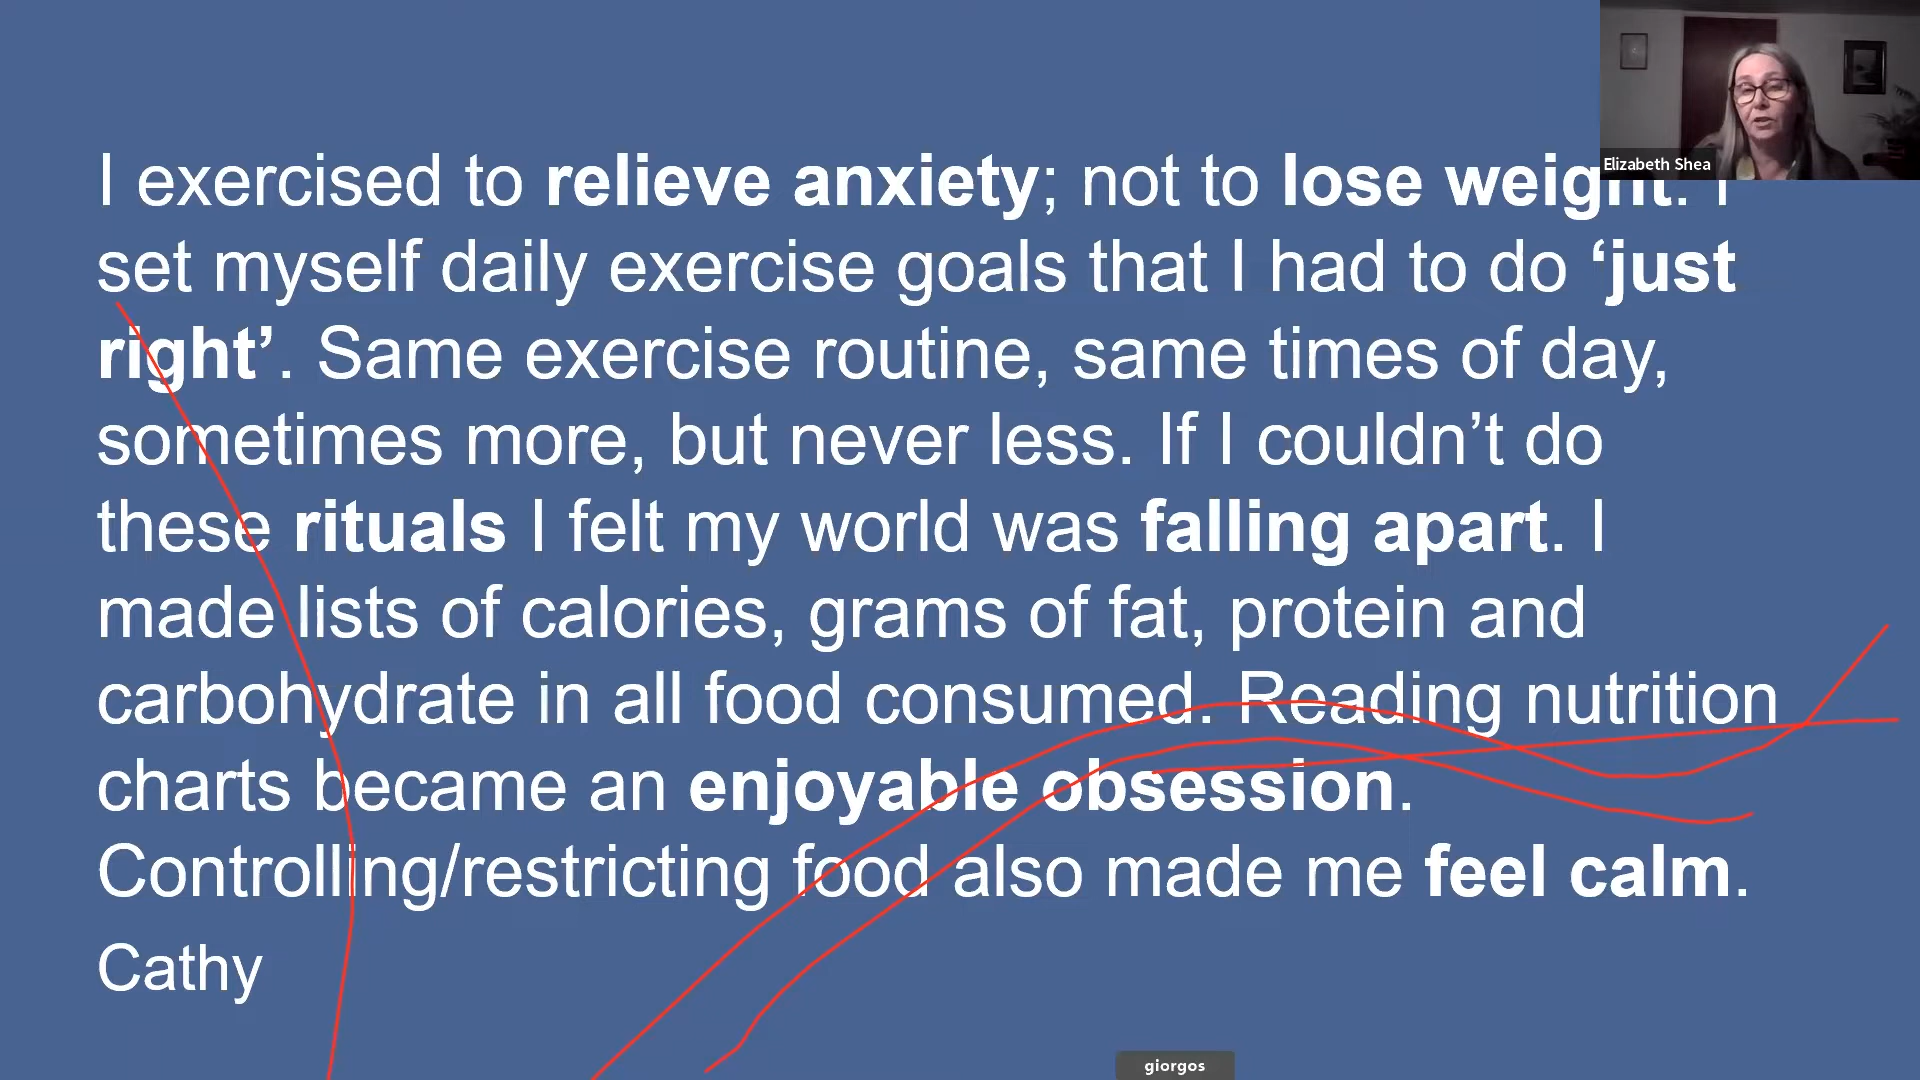 Elizabeth Shea
I exercised to relieve anxiety; not to lose weight. I
set myself daily exercise goals that I had to do ‘just
right’. Same exercise routine, same times of day,
sometimes more, but never less. If I couldn’t do
these rituals I felt my world was falling apart. I
made lists of calories, grams of fat, protein and
carbohydrate in all food consumed. Reading nutrition
charts became an enjoyable obsession.
Controlling/restricting food also made me feel calm.
Cathy
giorgos